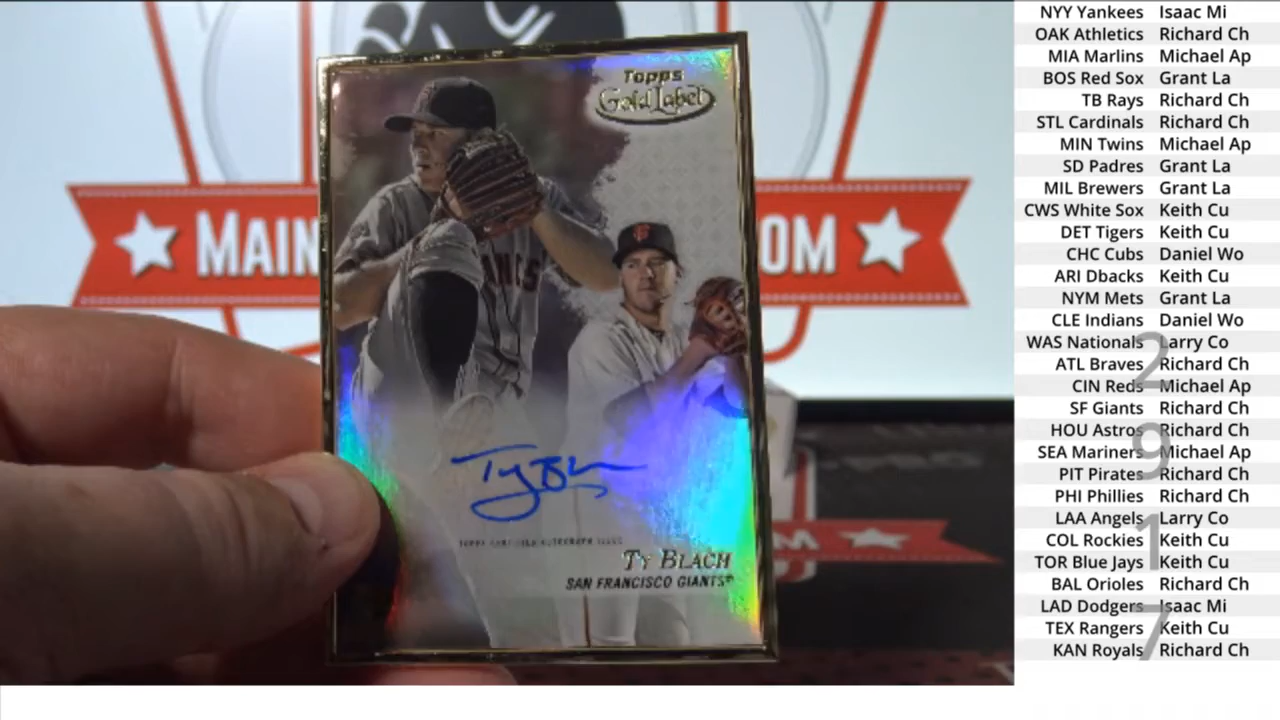 Topps
Gold Label
GIANTS
MAIN
OM
Ty Bl
TOPPS CERTIFIED AUTOGRAPH ISSUE
TY BLACH
SAN FRANCISCO GIANTS
M
NYY Yankees Isaac Mi
OAK Athletics Richard Ch
MIA Marlins Michael Ap
BOS Red Sox Grant La
TB Rays Richard Ch
STL Cardinals Richard Ch
MIN Twins Michael Ap
SD Padres Grant La
MIL Brewers Grant La
CWS White Sox Keith Cu
DET Tigers Keith Cu
CHC Cubs Daniel Wo
ARI Dbacks Keith Cu
NYM Mets Grant La
CLE Indians Daniel Wo
WAS Nationals Larry Co
ATL Braves Richard Ch
CIN Reds Michael Ap
SF Giants Richard Ch
HOU Astros Richard Ch
SEA Mariners Michael Ap
PIT Pirates Richard Ch
PHI Phillies Richard Ch
LAA Angels Larry Co
COL Rockies Keith Cu
TOR Blue Jays Keith Cu
BAL Orioles Richard Ch
LAD Dodgers Isaac Mi
TEX Rangers Keith Cu
KAN Royals Richard Ch
2
9
1
7